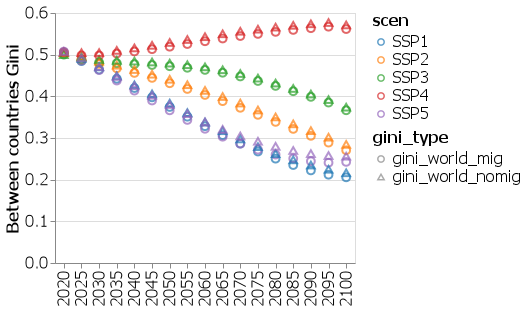 Between countries Gini
0.6
0.5
0.4
0.3
0.2
0.1
0.0
2020
2025
2030
2035
2040
2045
2050
2055
2060
2065
2070
2075
2080
2085
2090
2095
2100
scen
SSP1
SSP2
SSP3
SSP4
SSP5
gini_type
gini_world_mig
gini_world_nomig